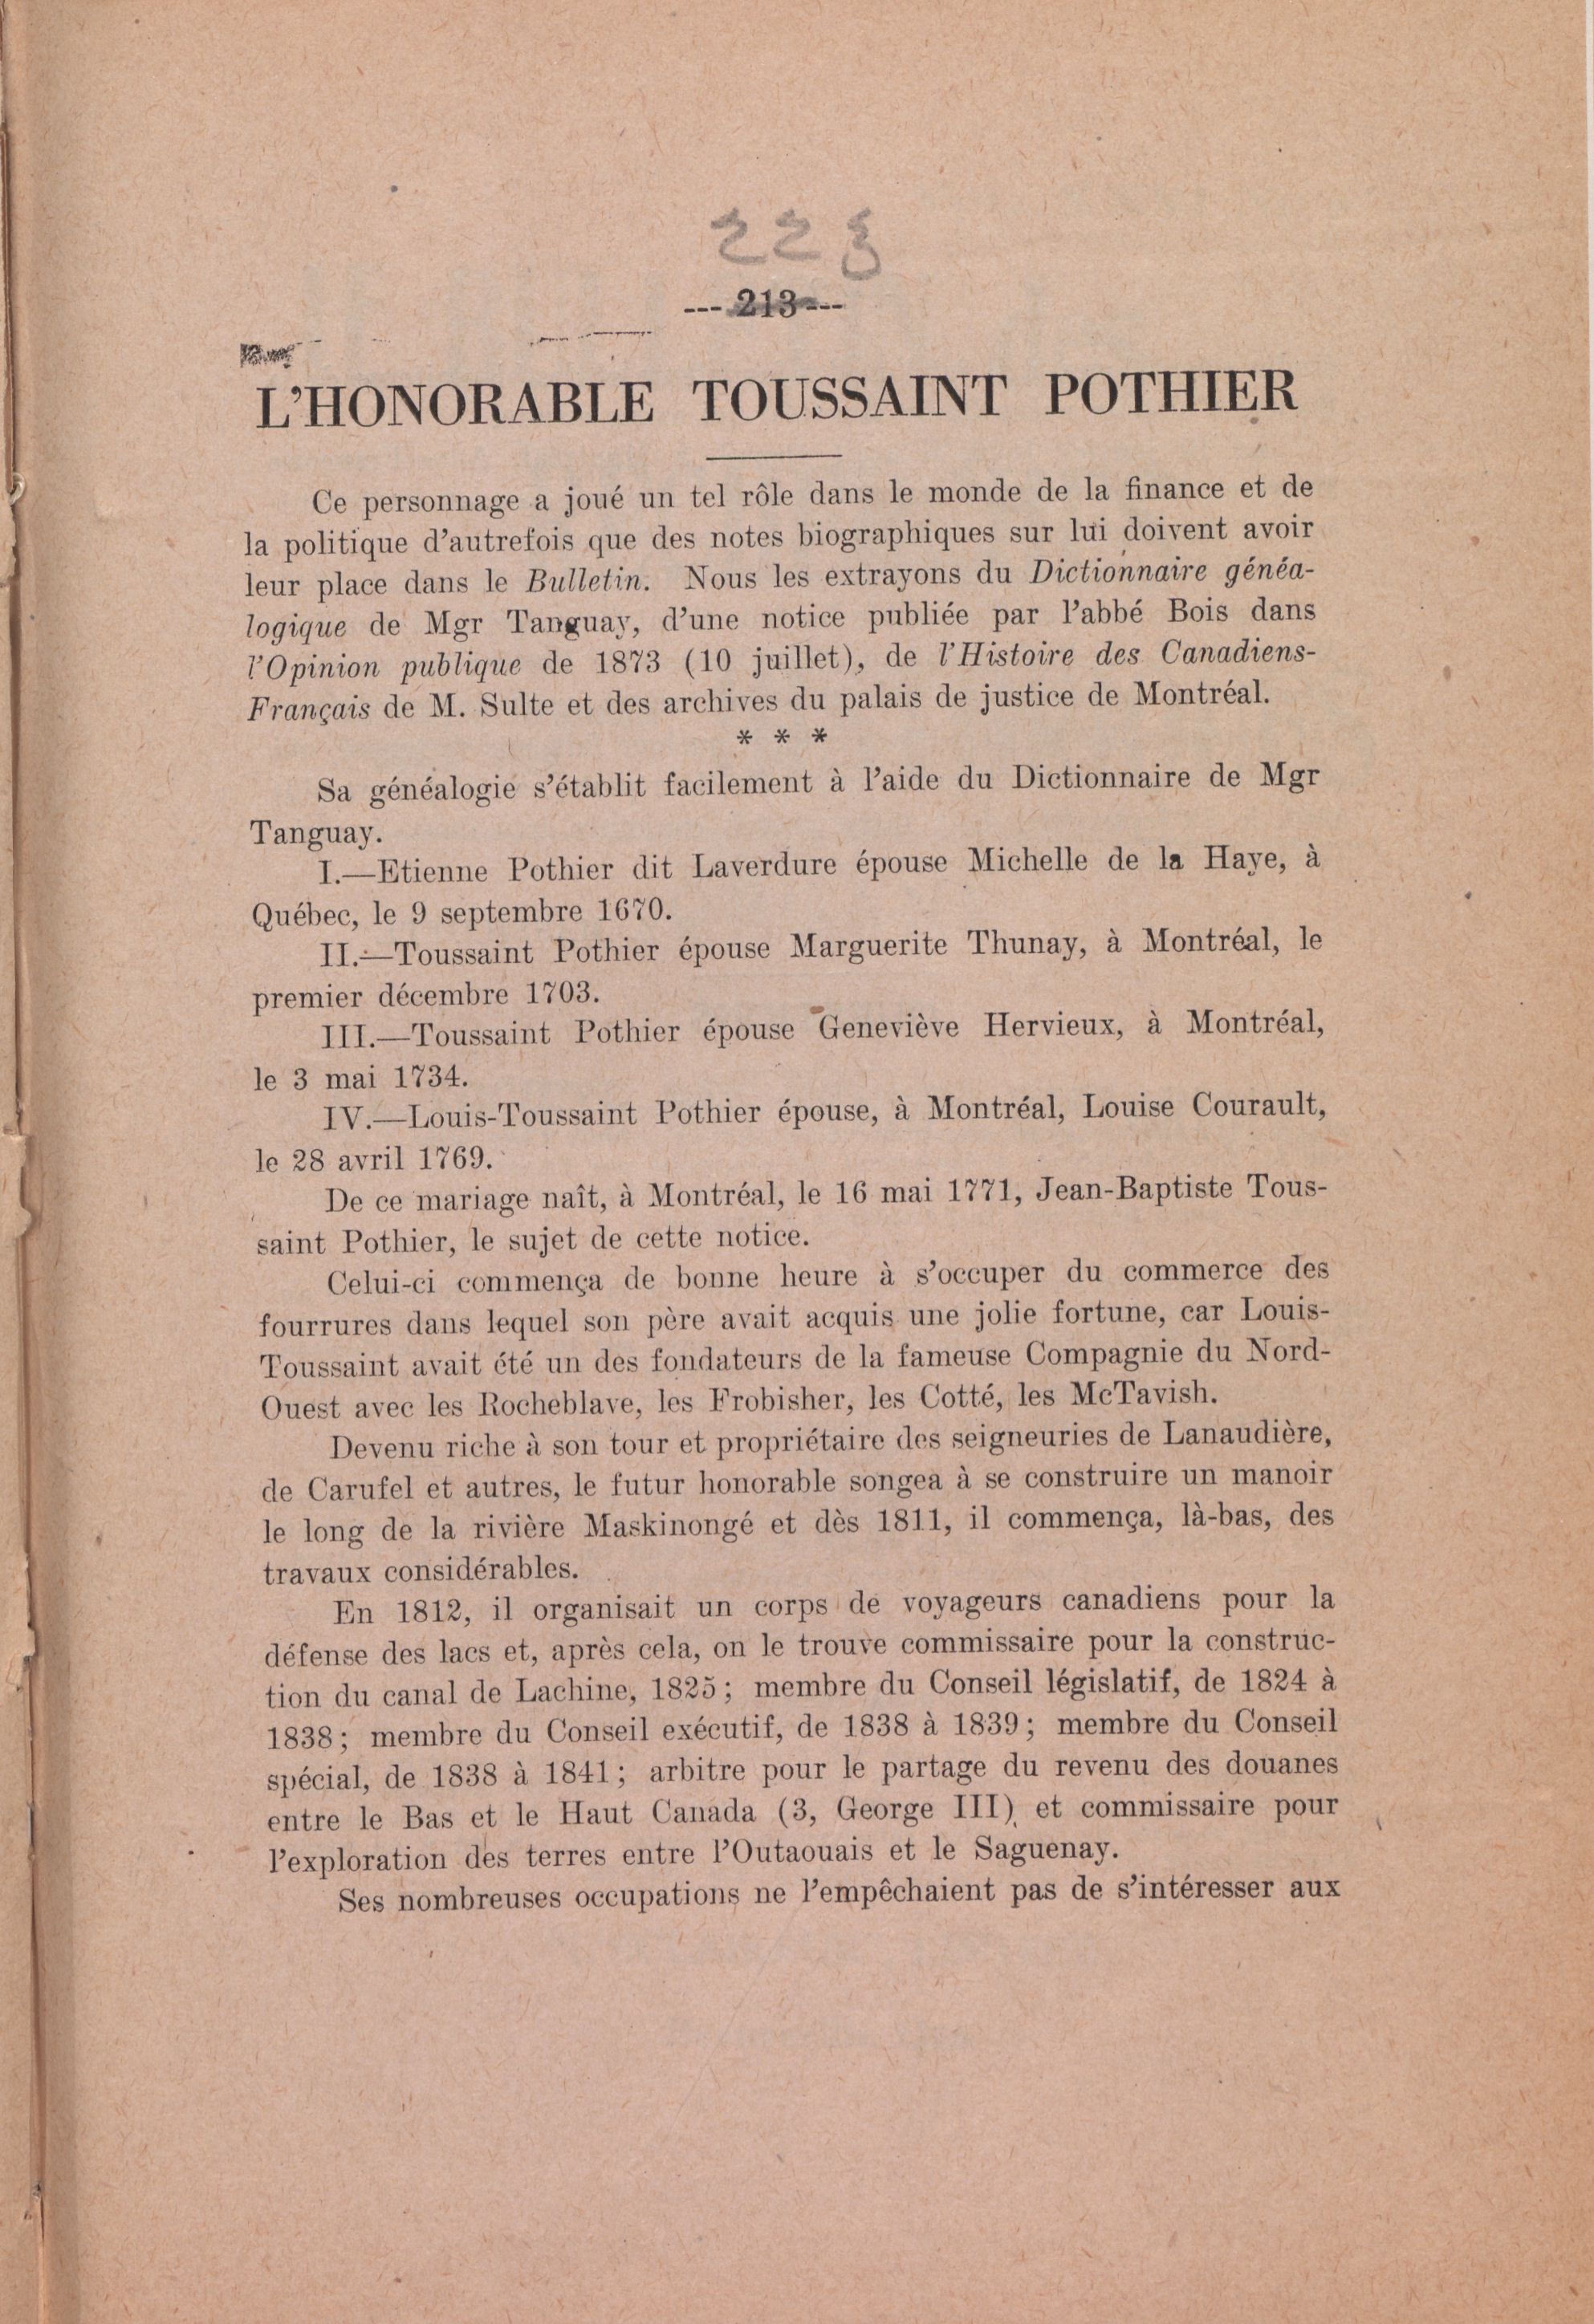 223
--- 213 ---
L'HONORABLE TOUSSAINT POTHIER
Ce personnage a joué un tel rôle dans le monde de la finance et de
la politique d'autrefois que des notes biographiques sur lui doivent avoir
leur place dans le Bulletin. Nous les extrayons du Dictionnaire généa-
logique de Mgr Tanguay, d'une notice publiée par l'abbé Bois dans
l'Opinion publique de 1873 (10 juillet), de l'Histoire des Canadiens-
Français de M. Sulte et des archives du palais de justice de Montréal.
* * *
Sa généalogie s'établit facilement à l'aide du Dictionnaire de Mgr
Tanguay.
I.—Etienne Pothier dit Laverdure épouse Michelle de la Haye, à
Québec, le 9 septembre 1670.
II.—Toussaint Pothier épouse Marguerite Thunay, à Montréal, le
premier décembre 1703.
III.—Toussaint Pothier épouse Geneviève Hervieux, à Montréal,
le 3 mai 1734.
IV.—Louis-Toussaint Pothier épouse, à Montréal, Louise Courault,
le 28 avril 1769.
De ce mariage naît, à Montréal, le 16 mai 1771, Jean-Baptiste Tous-
saint Pothier, le sujet de cette notice.
Celui-ci commença de bonne heure à s'occuper du commerce des
fourrures dans lequel son père avait acquis une jolie fortune, car Louis-
Toussaint avait été un des fondateurs de la fameuse Compagnie du Nord-
Ouest avec les Rocheblave, les Frobisher, les Cotté, les McTavish.
Devenu riche à son tour et propriétaire des seigneuries de Lanaudière,
de Carufel et autres, le futur honorable songea à se construire un manoir
le long de la rivière Maskinongé et dès 1811, il commença, là-bas, des
travaux considérables.
En 1812, il organisait un corps de voyageurs canadiens pour la
défense des lacs et, après cela, on le trouve commissaire pour la construc-
tion du canal de Lachine, 1825; membre du Conseil législatif, de 1824 à
1838; membre du Conseil exécutif, de 1838 à 1839; membre du Conseil
spécial, de 1838 à 1841; arbitre pour le partage du revenu des douanes
entre le Bas et le Haut Canada (3, George III) et commissaire pour
l'exploration des terres entre l'Outaouais et le Saguenay.
Ses nombreuses occupations ne l'empêchaient pas de s'intéresser aux